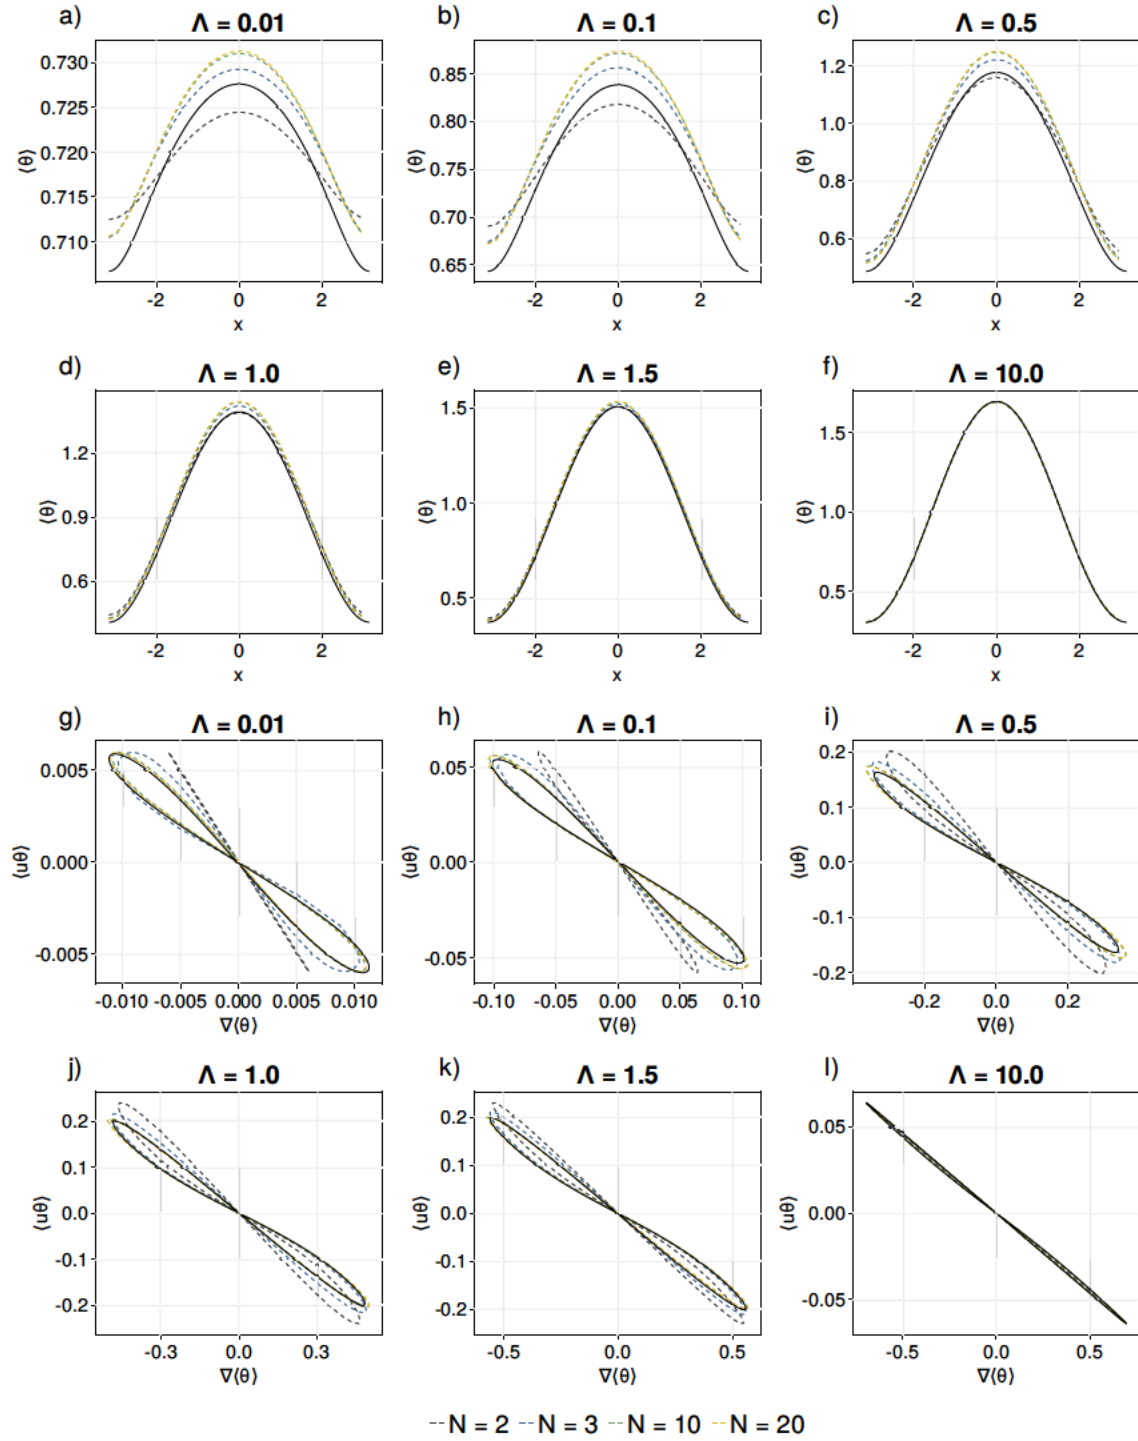 a) Λ = 0.01
0.730
0.725
0.720
0.715
0.710
⟨θ⟩
-2 0 2
x
b) Λ = 0.1
0.85
0.80
0.75
0.70
0.65
⟨θ⟩
-2 0 2
x
c) Λ = 0.5
1.2
1.0
0.8
0.6
⟨θ⟩
-2 0 2
x
d) Λ = 1.0
1.2
0.9
0.6
⟨θ⟩
-2 0 2
x
e) Λ = 1.5
1.5
1.0
0.5
⟨θ⟩
-2 0 2
x
f) Λ = 10.0
1.5
1.0
0.5
⟨θ⟩
-2 0 2
x
g) Λ = 0.01
0.005
0.000
-0.005
⟨uθ⟩
-0.010 -0.005 0.000 0.005 0.010
∇⟨θ⟩
h) Λ = 0.1
0.05
0.00
-0.05
⟨uθ⟩
-0.10 -0.05 0.00 0.05 0.10
∇⟨θ⟩
i) Λ = 0.5
0.2
0.1
0.0
-0.1
-0.2
⟨uθ⟩
-0.2 0.0 0.2
∇⟨θ⟩
j) Λ = 1.0
0.2
0.1
0.0
-0.1
-0.2
⟨uθ⟩
-0.3 0.0 0.3
∇⟨θ⟩
k) Λ = 1.5
0.2
0.1
0.0
-0.1
-0.2
⟨uθ⟩
-0.5 0.0 0.5
∇⟨θ⟩
l) Λ = 10.0
0.05
0.00
-0.05
⟨uθ⟩
-0.5 0.0 0.5
∇⟨θ⟩
N = 2 N = 3 N = 10 N = 20